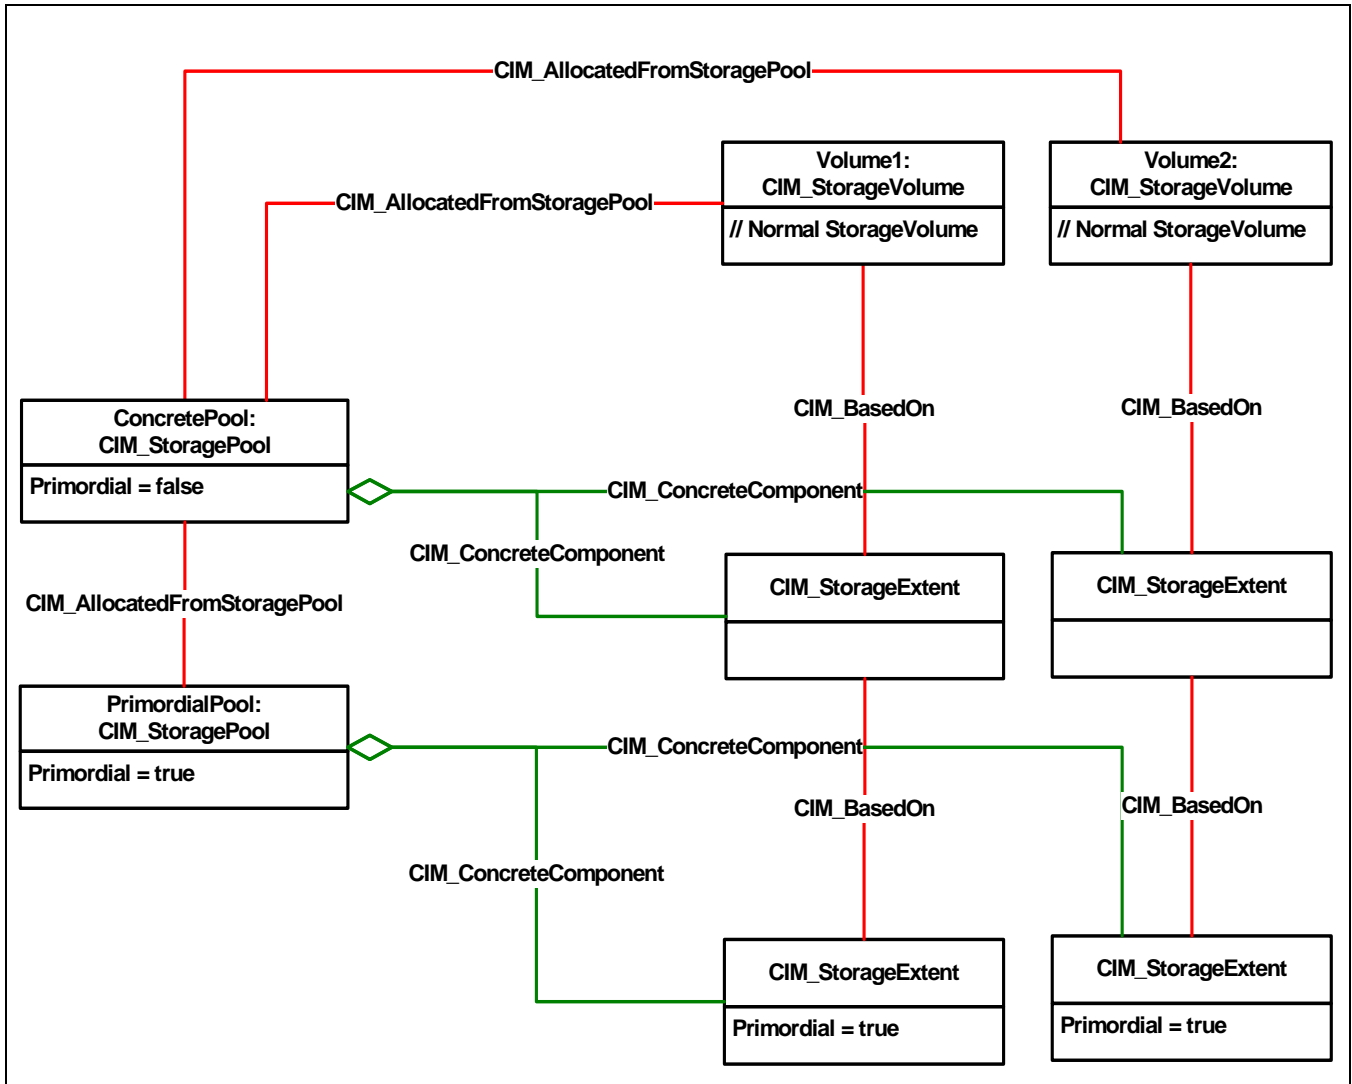 CIM_AllocatedFromStoragePool
Volume1:
CIM_StorageVolume
// Normal StorageVolume
Volume2:
CIM_StorageVolume
// Normal StorageVolume
CIM_AllocatedFromStoragePool
CIM_BasedOn
CIM_BasedOn
ConcretePool:
CIM_StoragePool
Primordial = false
CIM_ConcreteComponent
CIM_ConcreteComponent
CIM_StorageExtent
CIM_StorageExtent
CIM_AllocatedFromStoragePool
PrimordialPool:
CIM_StoragePool
Primordial = true
CIM_ConcreteComponent
CIM_BasedOn
CIM_BasedOn
CIM_ConcreteComponent
CIM_StorageExtent
Primordial = true
CIM_StorageExtent
Primordial = true